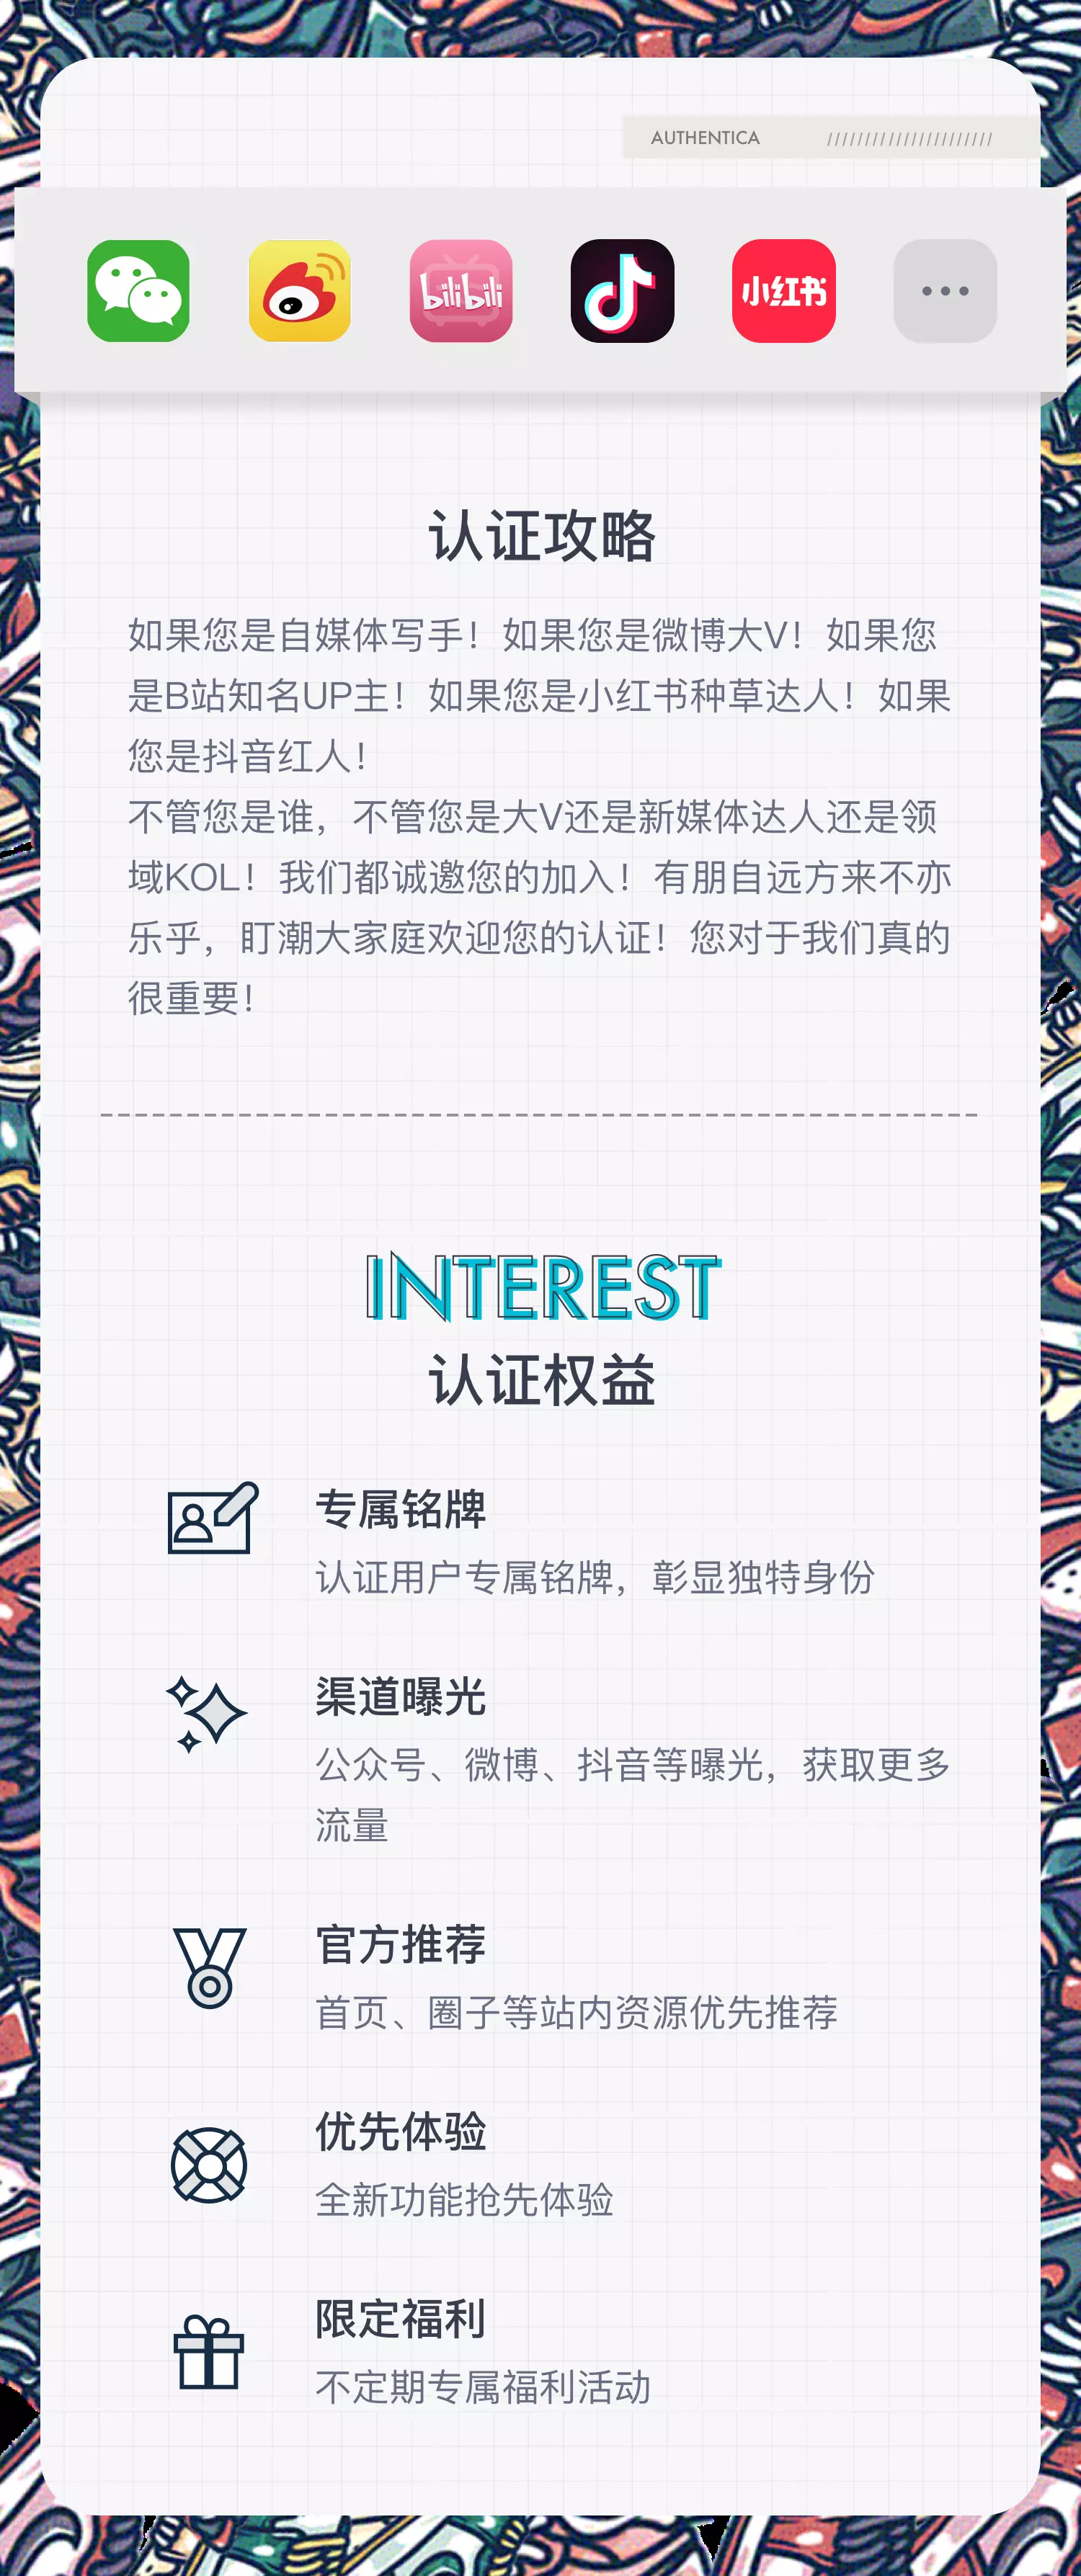 AUTHENTICA //////////////////////
bilibili
小红书
认证攻略
如果您是自媒体写手！如果您是微博大V！如果您
是B站知名UP主！如果您是小红书种草达人！如果
您是抖音红人！
不管您是谁，不管您是大V还是新媒体达人还是领
域KOL！我们都诚邀您的加入！有朋自远方来不亦
乐乎，盯潮大家庭欢迎您的认证！您对于我们真的
很重要！
INTEREST
认证权益
专属铭牌
认证用户专属铭牌，彰显独特身份
渠道曝光
公众号、微博、抖音等曝光，获取更多
流量
官方推荐
首页、圈子等站内资源优先推荐
优先体验
全新功能抢先体验
限定福利
不定期专属福利活动